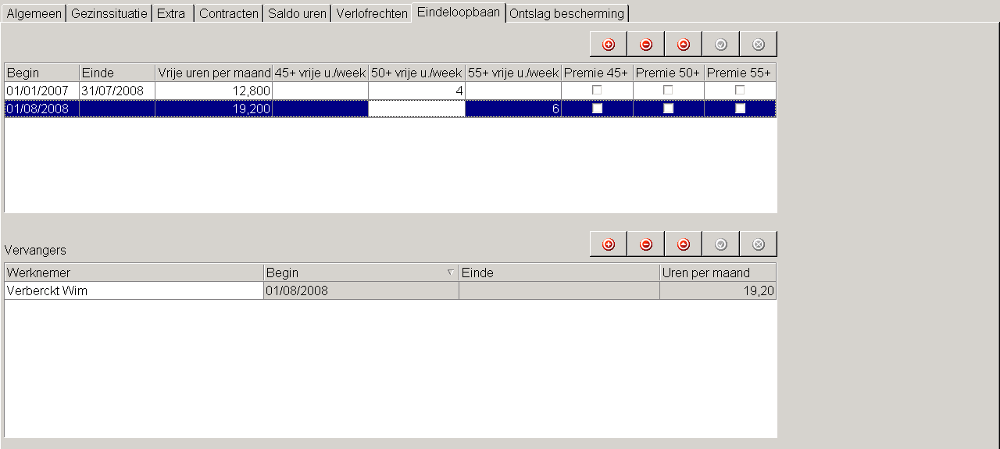 Algemeen Gezinssituatie Extra Contracten Saldo uren Verlofrechten Eindeloopbaan Ontslag bescherming
Begin Einde Vrije uren per maand 45+ vrije u./week 50+ vrije u./week 55+ vrije u./week Premie 45+ Premie 50+ Premie 55+
01/01/2007 31/07/2008 12,800 4
01/08/2008 19,200 6
Vervangers
Werknemer Begin Einde Uren per maand
Verberckt Wim 01/08/2008 19,20